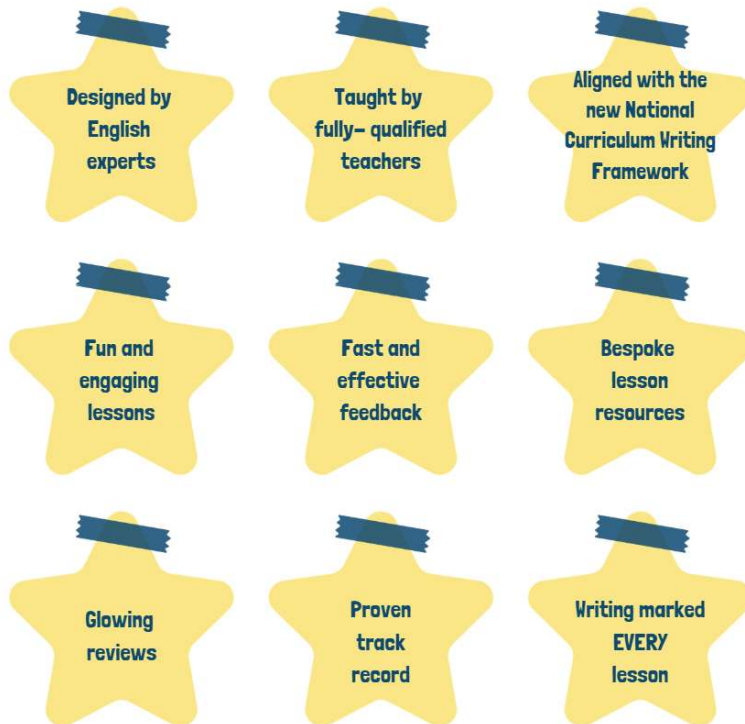 Designed by
English
experts
Taught by
fully- qualified
teachers
Aligned with the
new National
Curriculum Writing
Framework
Fun and
engaging
lessons
Fast and
effective
feedback
Bespoke
lesson
resources
Glowing
reviews
Proven
track
record
Writing marked
EVERY
lesson